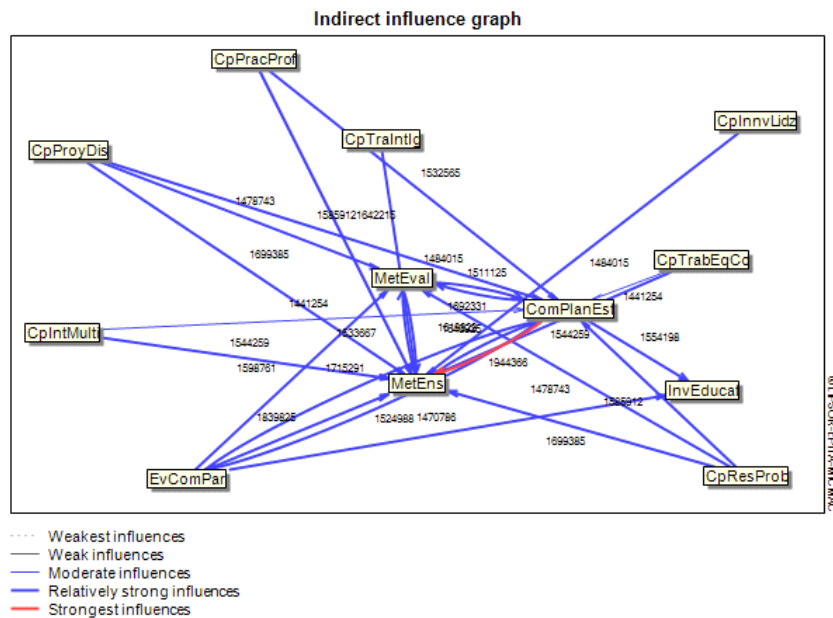 Indirect influence graph
CpPracProf
CpInnvLidz
CpTraIntIg
CpProyDis
1532565
1478743
15859121642215
1699385
1484015
1484015
CpTrabEqCo
MetEval
1511125
1441254
1441254
1692331
ComPlanEst
CpIntMulti
1533667
1544259
1554198
1544259
1598761
1715291
1944366
MetEns
1478743
InvEducat
1839825
1524988
1470786
1699385
EvComPar
CpResProb
Weakest influences
Weak influences
Moderate influences
Relatively strong influences
Strongest influences